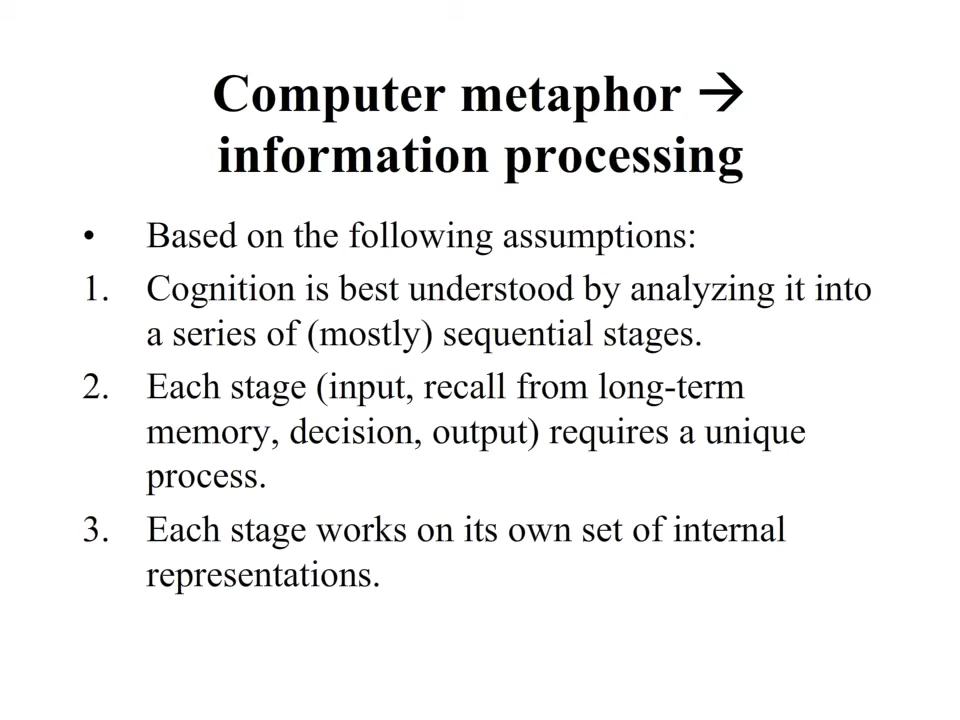 Computer metaphor →
information processing
• Based on the following assumptions:
1. Cognition is best understood by analyzing it into
a series of (mostly) sequential stages.
2. Each stage (input, recall from long-term
memory, decision, output) requires a unique
process.
3. Each stage works on its own set of internal
representations.